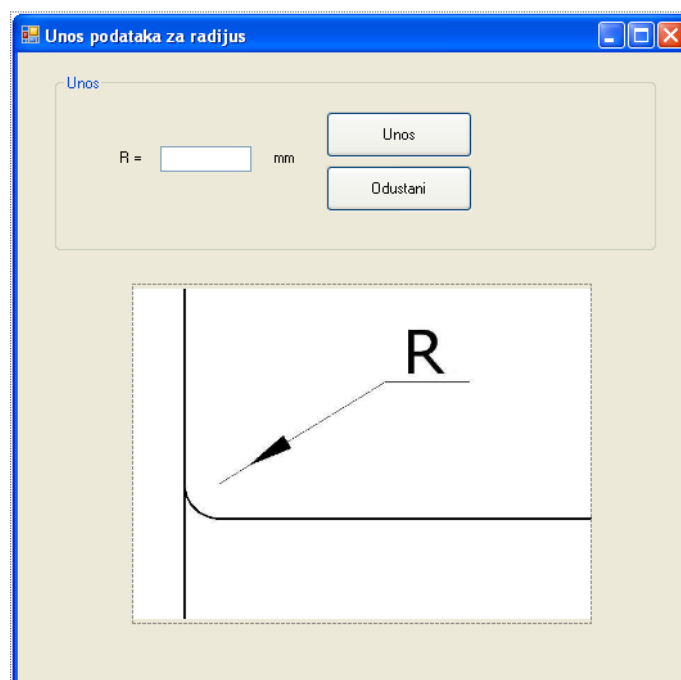 Unos podataka za radijus
Unos
R =
mm
Unos
Odustani
R